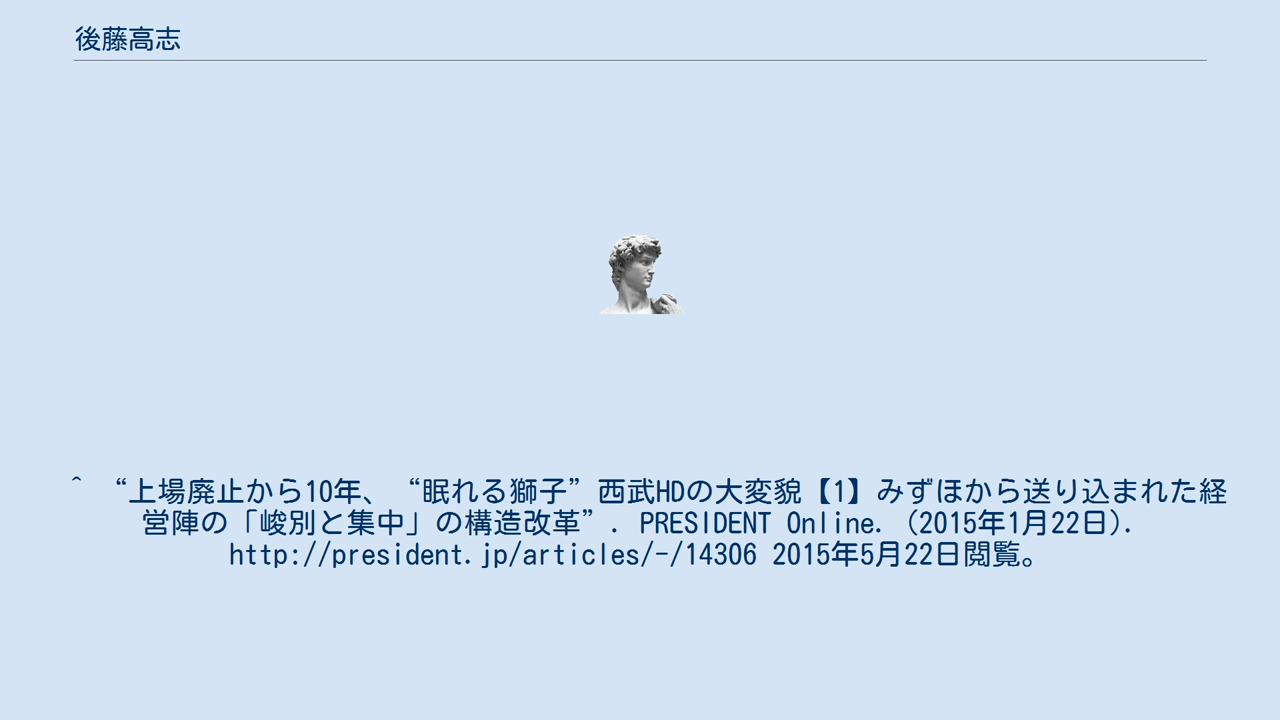 後藤高志
^ “上場廃止から10年、“眠れる獅子”西武HDの大変貌【1】みずほから送り込まれた経
営陣の「峻別と集中」の構造改革”. PRESIDENT Online. (2015年1月22日).
http://president.jp/articles/-/14306 2015年5月22日閲覧。